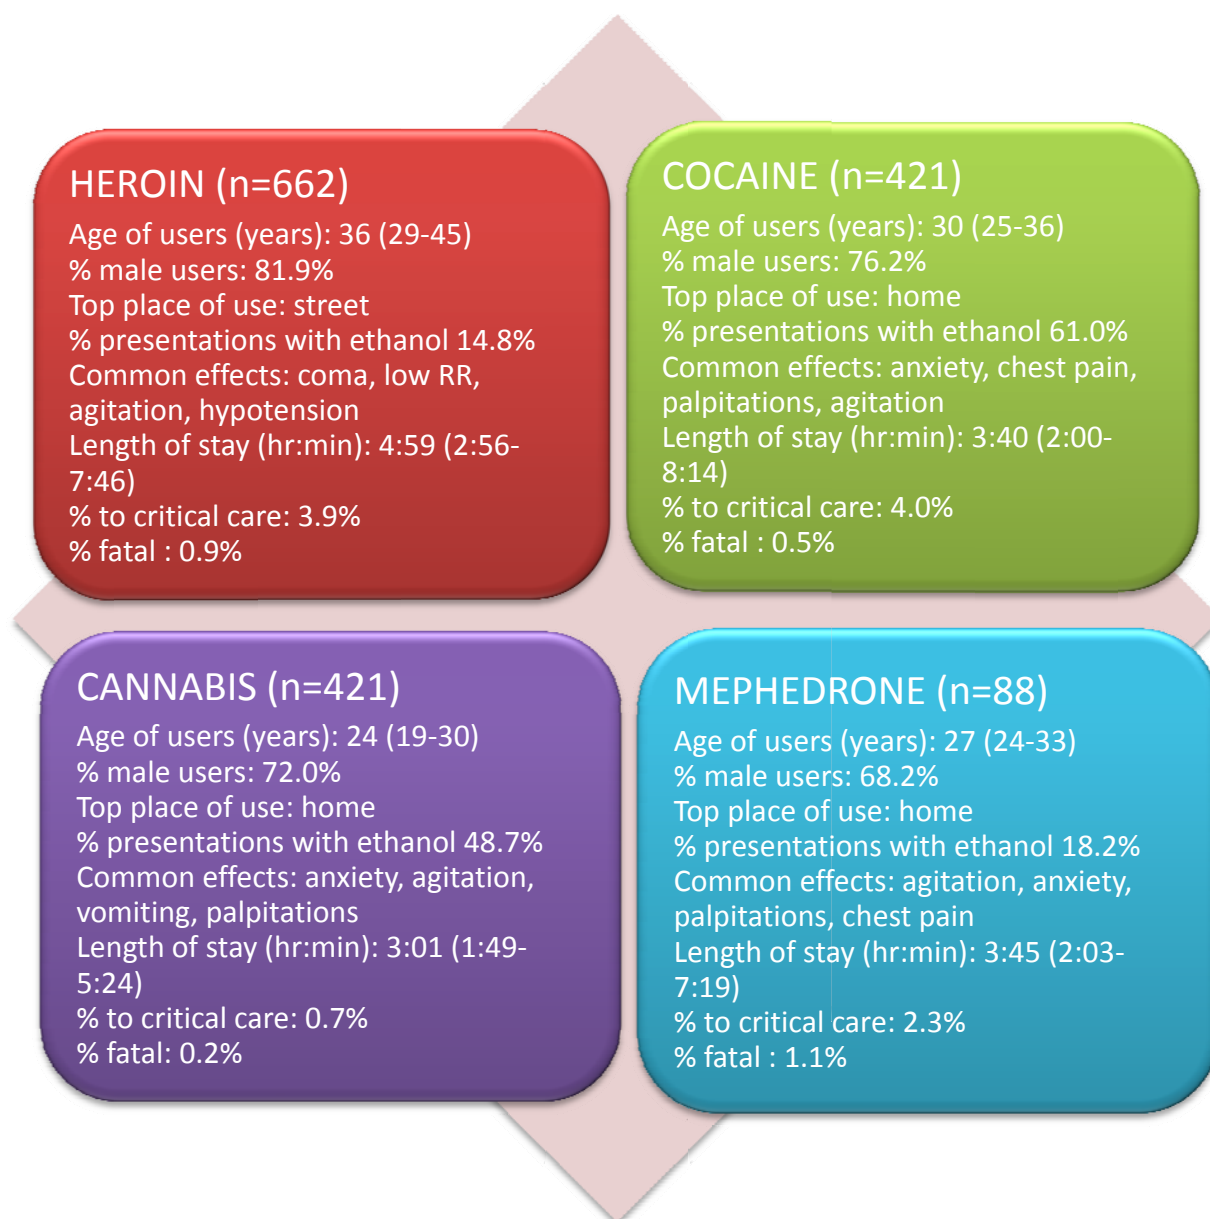 HEROIN (n=662)
Age of users (years): 36 (29-45)
% male users: 81.9%
Top place of use: street
% presentations with ethanol 14.8%
Common effects: coma, low RR,
agitation, hypotension
Length of stay (hr:min): 4:59 (2:56-
7:46)
% to critical care: 3.9%
% fatal : 0.9%
COCAINE (n=421)
Age of users (years): 30 (25-36)
% male users: 76.2%
Top place of use: home
% presentations with ethanol 61.0%
Common effects: anxiety, chest pain,
palpitations, agitation
Length of stay (hr:min): 3:40 (2:00-
8:14)
% to critical care: 4.0%
% fatal : 0.5%
CANNABIS (n=421)
Age of users (years): 24 (19-30)
% male users: 72.0%
Top place of use: home
% presentations with ethanol 48.7%
Common effects: anxiety, agitation,
vomiting, palpitations
Length of stay (hr:min): 3:01 (1:49-
5:24)
% to critical care: 0.7%
% fatal: 0.2%
MEPHEDRONE (n=88)
Age of users (years): 27 (24-33)
% male users: 68.2%
Top place of use: home
% presentations with ethanol 18.2%
Common effects: agitation, anxiety,
palpitations, chest pain
Length of stay (hr:min): 3:45 (2:03-
7:19)
% to critical care: 2.3%
% fatal : 1.1%